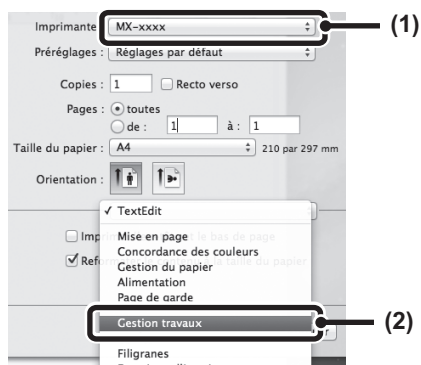 Imprimante : MX-xxxx (1)
Préréglages : Réglages par défaut
Copies : 1 Recto verso
Pages : toutes
de : 1 à : 1
Taille du papier : A4 210 par 297 mm
Orientation :
✓ TextEdit
Mise en page
Concordance des couleurs
Gestion du papier
Alimentation
Page de garde
Gestion travaux (2)
Filigranes